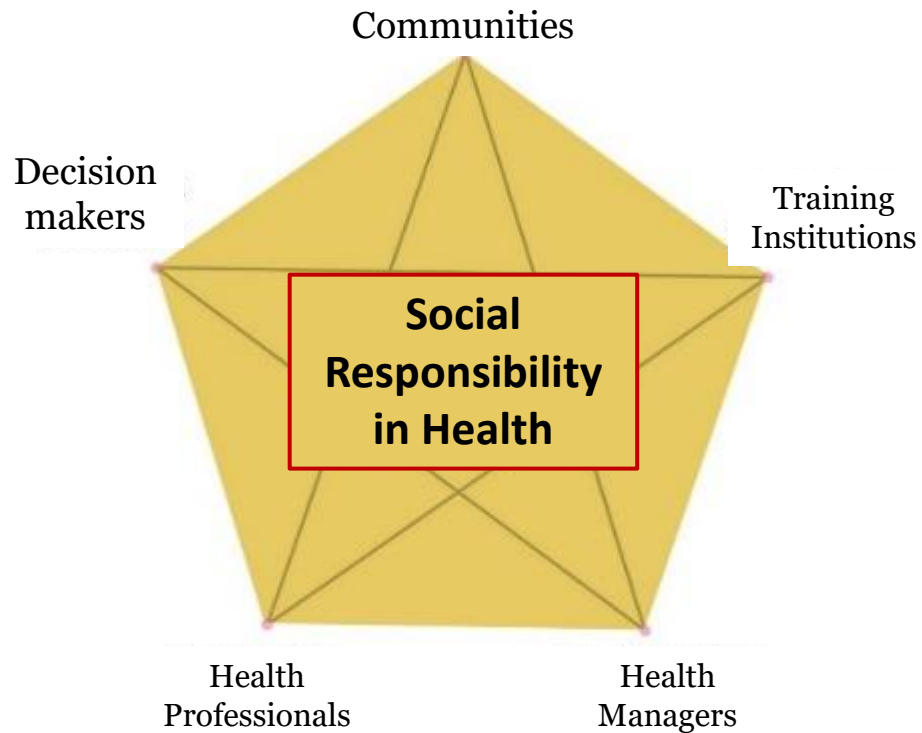 Communities
Decision
makers
Training
Institutions
Social
Responsibility
in Health
Health
Professionals
Health
Managers